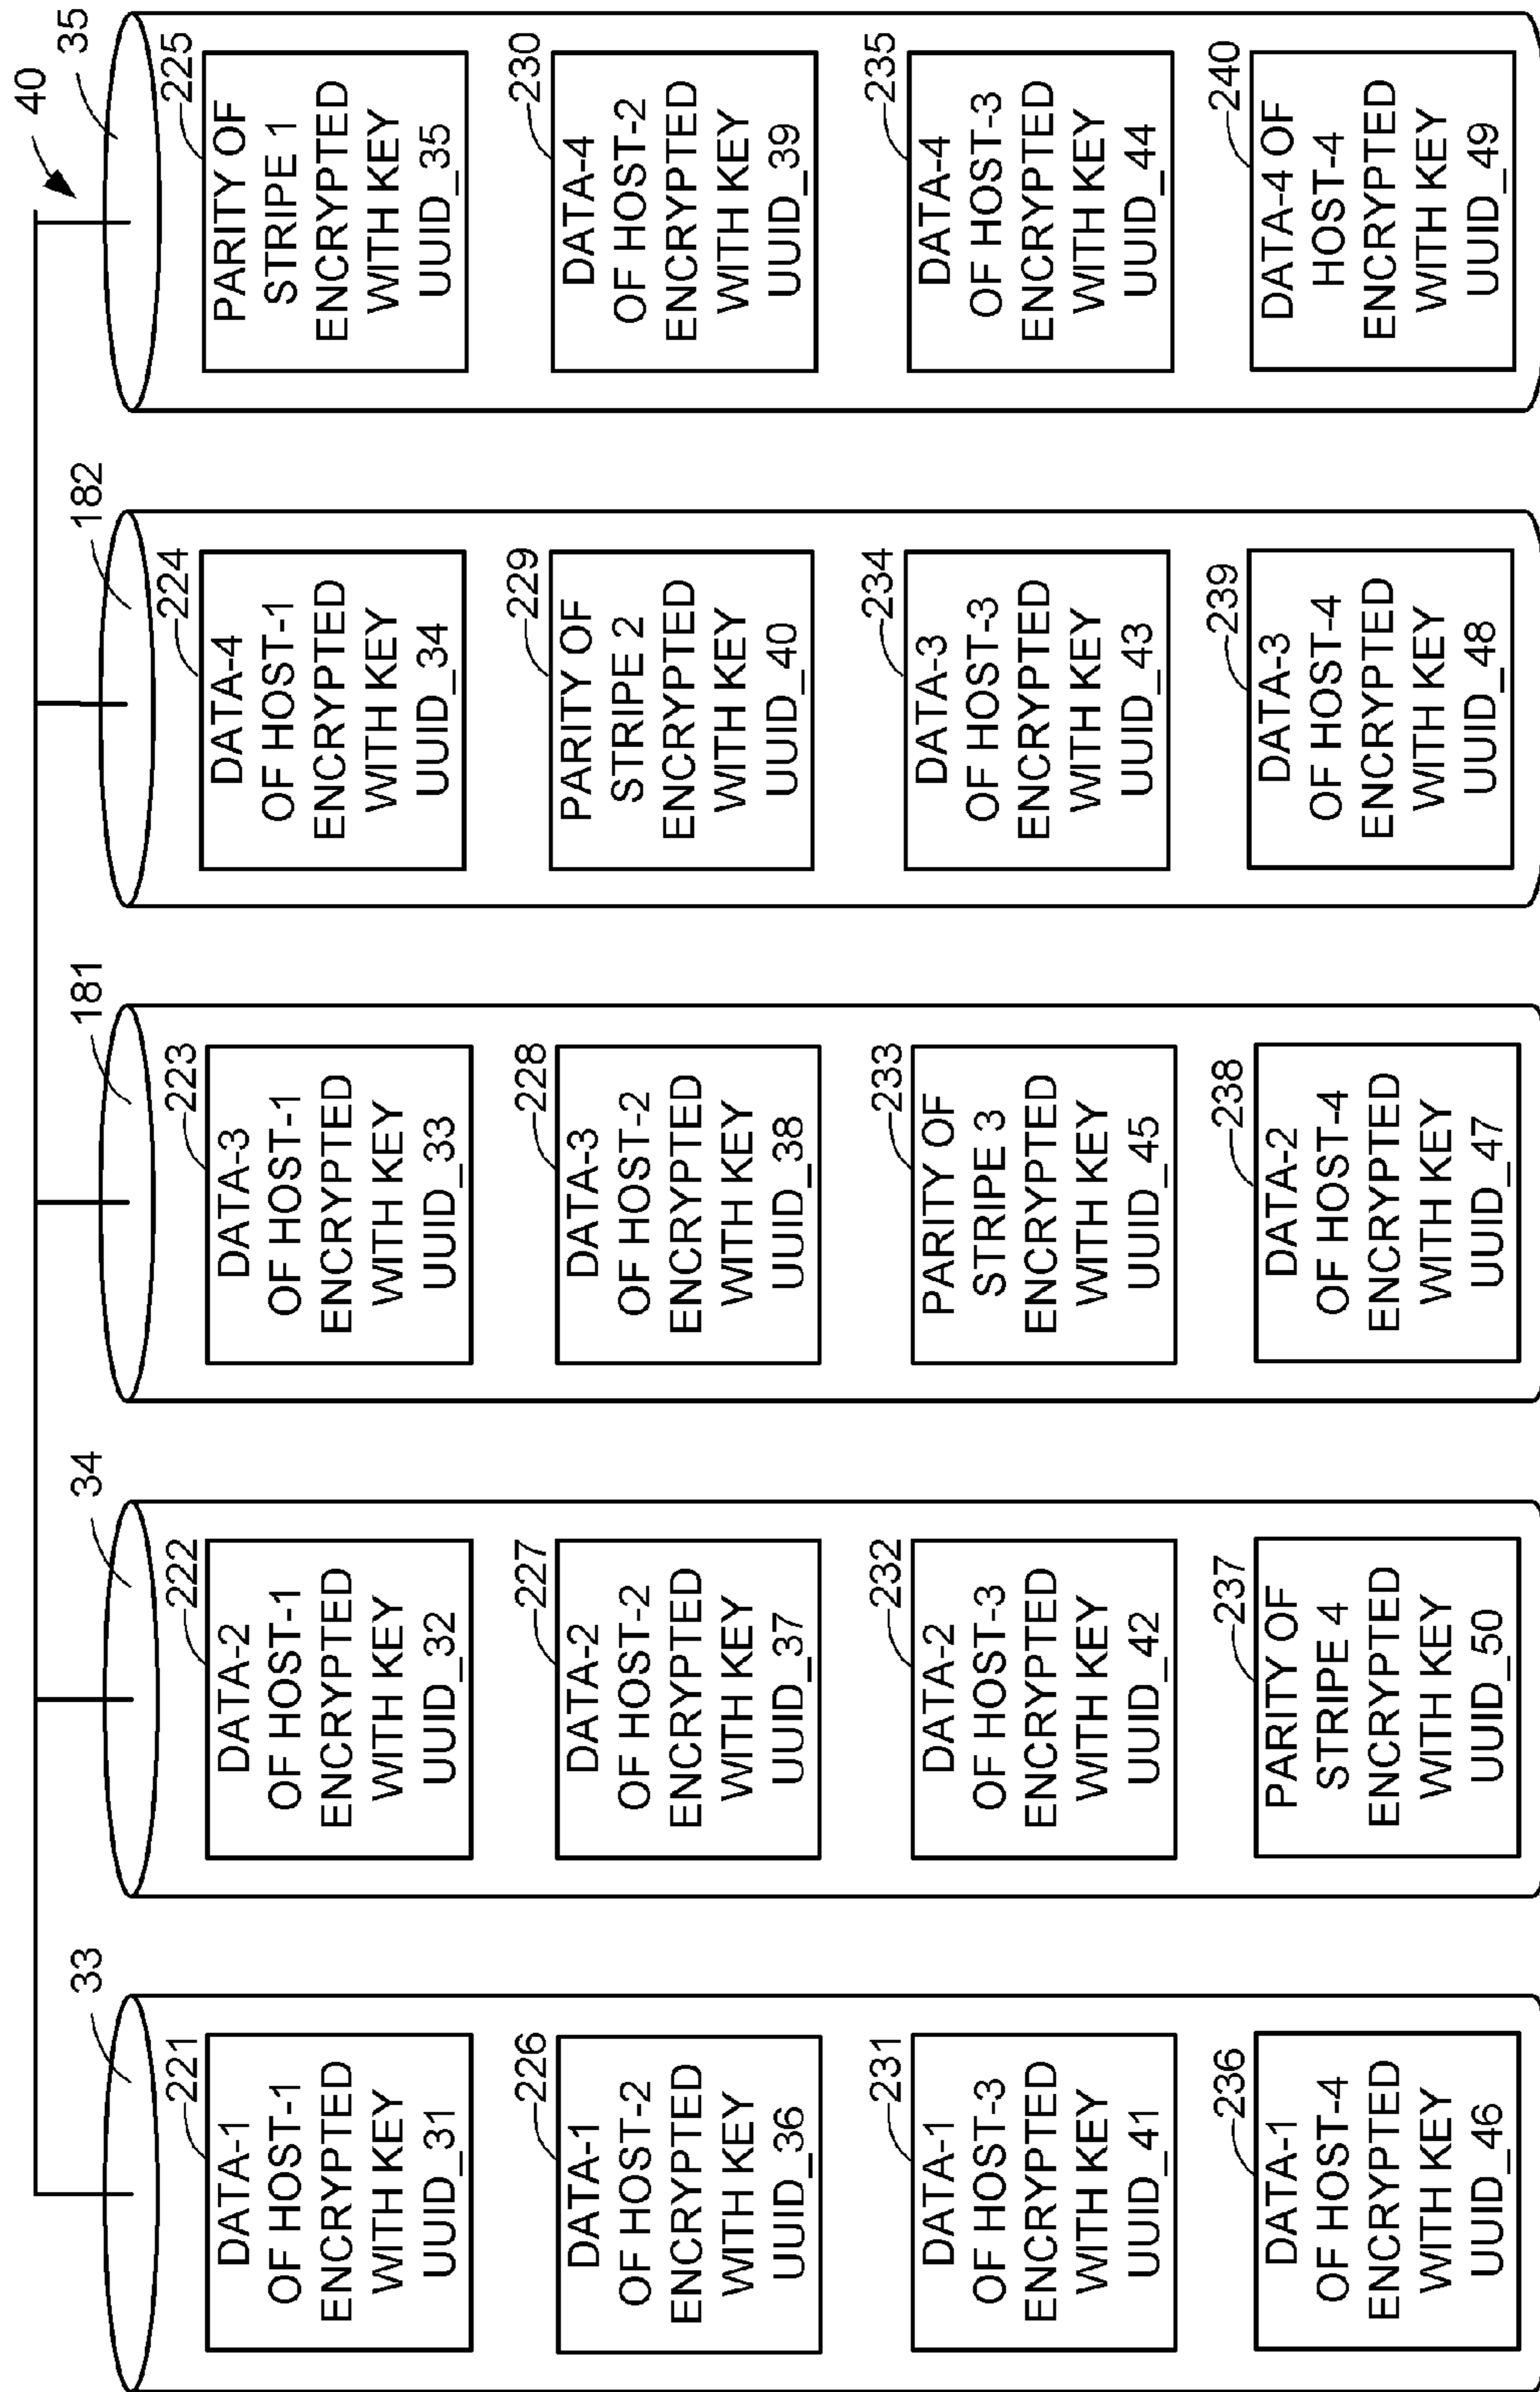 40
33
34
181
182
35
221
DATA-1
OF HOST-1
ENCRYPTED
WITH KEY
UUID_31
222
DATA-2
OF HOST-1
ENCRYPTED
WITH KEY
UUID_32
223
DATA-3
OF HOST-1
ENCRYPTED
WITH KEY
UUID_33
224
DATA-4
OF HOST-1
ENCRYPTED
WITH KEY
UUID_34
225
PARITY OF
STRIPE 1
ENCRYPTED
WITH KEY
UUID_35
226
DATA-1
OF HOST-2
ENCRYPTED
WITH KEY
UUID_36
227
DATA-2
OF HOST-2
ENCRYPTED
WITH KEY
UUID_37
228
DATA-3
OF HOST-2
ENCRYPTED
WITH KEY
UUID_38
229
PARITY OF
STRIPE 2
ENCRYPTED
WITH KEY
UUID_40
230
DATA-4
OF HOST-2
ENCRYPTED
WITH KEY
UUID_39
231
DATA-1
OF HOST-3
ENCRYPTED
WITH KEY
UUID_41
232
DATA-2
OF HOST-3
ENCRYPTED
WITH KEY
UUID_42
233
PARITY OF
STRIPE 3
ENCRYPTED
WITH KEY
UUID_45
234
DATA-3
OF HOST-3
ENCRYPTED
WITH KEY
UUID_43
235
DATA-4
OF HOST-3
ENCRYPTED
WITH KEY
UUID_44
236
DATA-1
OF HOST-4
ENCRYPTED
WITH KEY
UUID_46
237
PARITY OF
STRIPE 4
ENCRYPTED
WITH KEY
UUID_50
238
DATA-2
OF HOST-4
ENCRYPTED
WITH KEY
UUID_47
239
DATA-3
OF HOST-4
ENCRYPTED
WITH KEY
UUID_48
240
DATA-4 OF
HOST-4
ENCRYPTED
WITH KEY
UUID_49